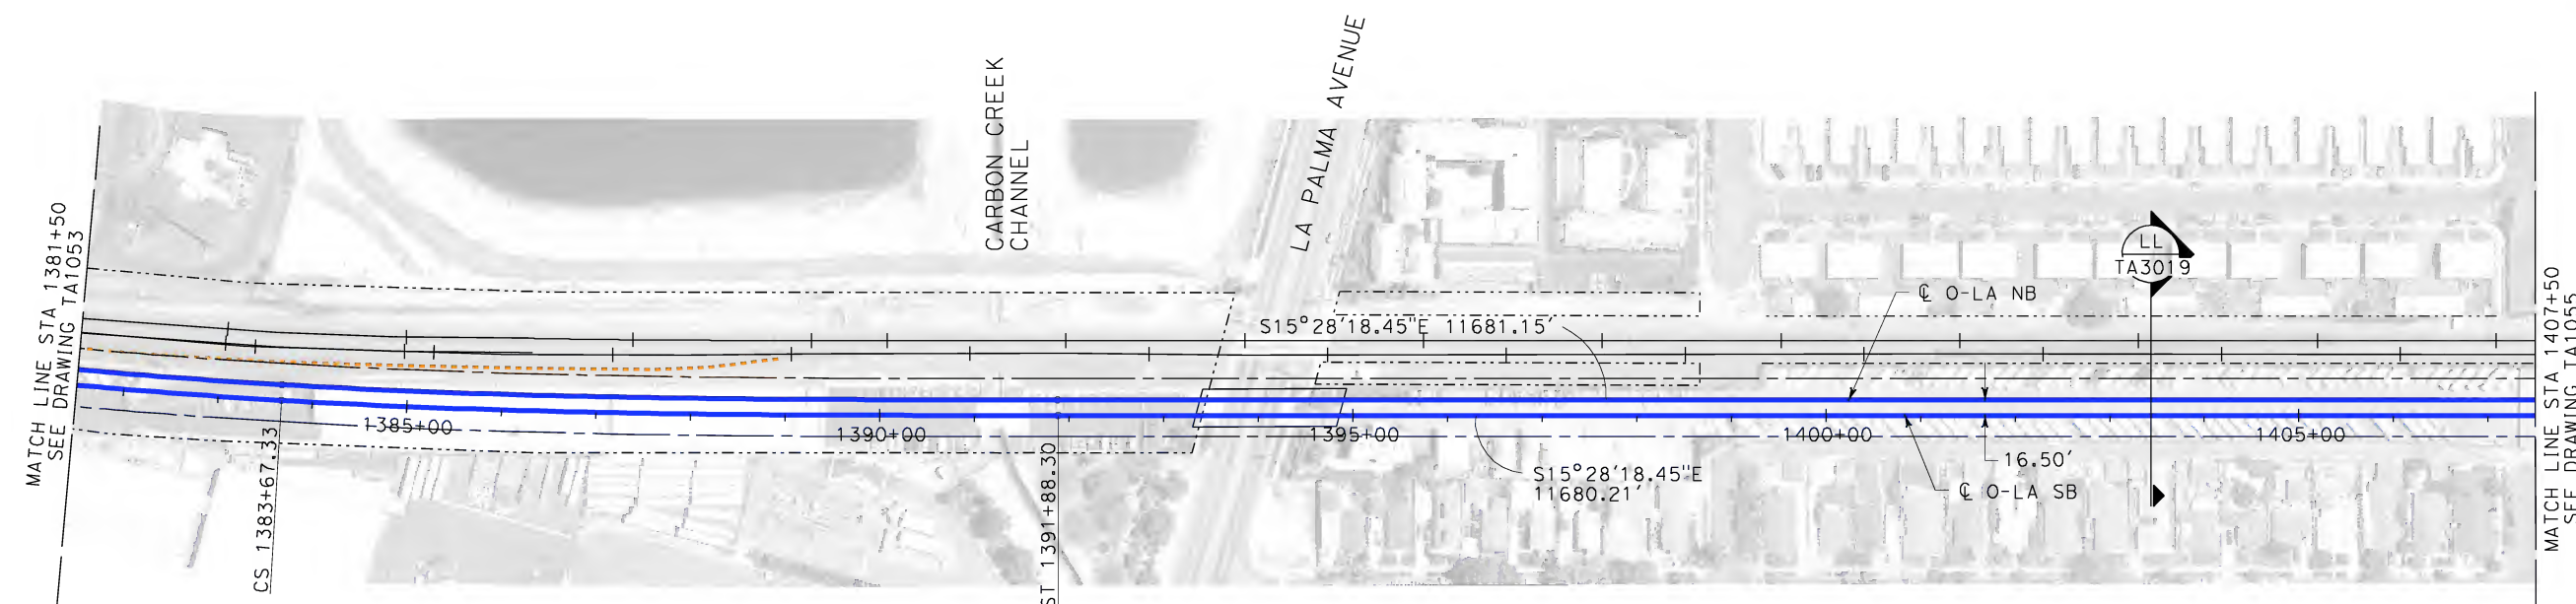 MATCH LINE STA 1381+50
SEE DRAWING TA1053
CARBON CREEK
CHANNEL
LA PALMA AVENUE
S15°28'18.45"E 11681.15'
℄ O-LA NB
LL
TA3019
1385+00
1390+00
1395+00
1400+00
1405+00
CS 1383+67.33
ST 1391+88.30
S15°28'18.45"E
11680.21'
16.50'
℄ O-LA SB
MATCH LINE STA 1407+50
SEE DRAWING TA1055